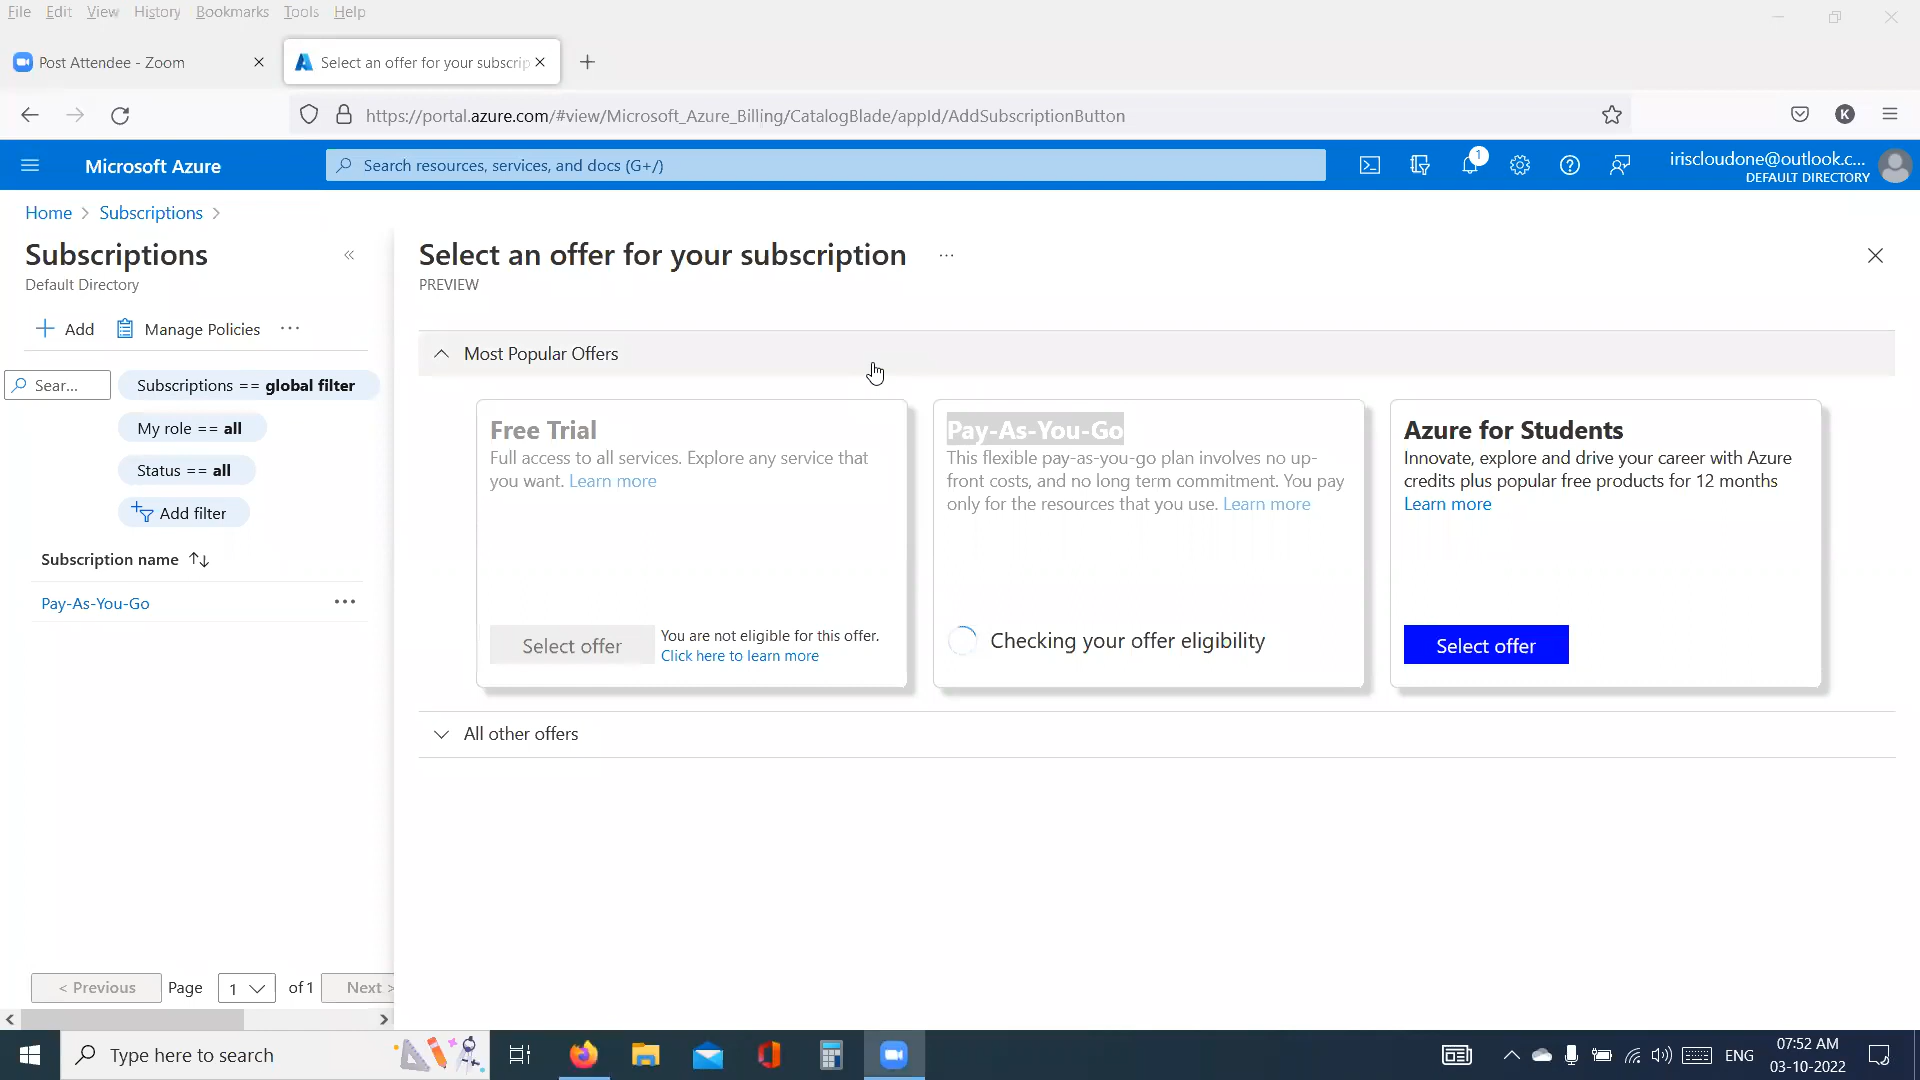 File Edit View History Bookmarks Tools Help
Post Attendee - Zoom
Select an offer for your subscrip
https://portal.azure.com/#view/Microsoft_Azure_Billing/CatalogBlade/appId/AddSubscriptionButton
K
Microsoft Azure
Search resources, services, and docs (G+/)
1
iriscloudone@outlook.c...
DEFAULT DIRECTORY
Home > Subscriptions >
Subscriptions
Default Directory
«
Select an offer for your subscription ...
PREVIEW
+ Add
Manage Policies
...
Sear...
Subscriptions == global filter
My role == all
Status == all
Add filter
Subscription name ↑↓
Pay-As-You-Go
...
Most Popular Offers
Free Trial
Full access to all services. Explore any service that
you want. Learn more
Select offer
You are not eligible for this offer.
Click here to learn more
Pay-As-You-Go
This flexible pay-as-you-go plan involves no up-
front costs, and no long term commitment. You pay
only for the resources that you use. Learn more
Checking your offer eligibility
Azure for Students
Innovate, explore and drive your career with Azure
credits plus popular free products for 12 months
Learn more
Select offer
All other offers
< Previous Page 1 of 1 Next >
Type here to search
ENG
07:52 AM
03-10-2022